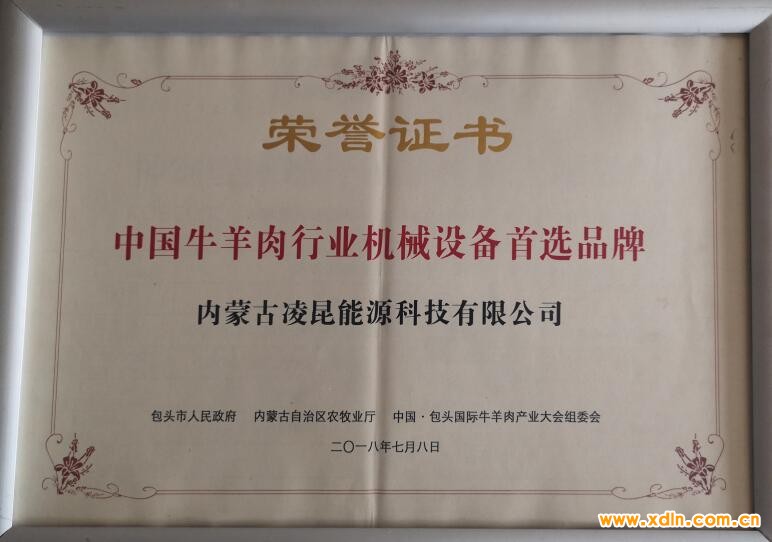 荣誉证书
中国牛羊肉行业机械设备首选品牌
内蒙古凌昆能源科技有限公司
包头市人民政府 内蒙古自治区农牧业厅 中国·包头国际牛羊肉产业大会组委会
二〇一八年七月八日
www.xdln.com.cn